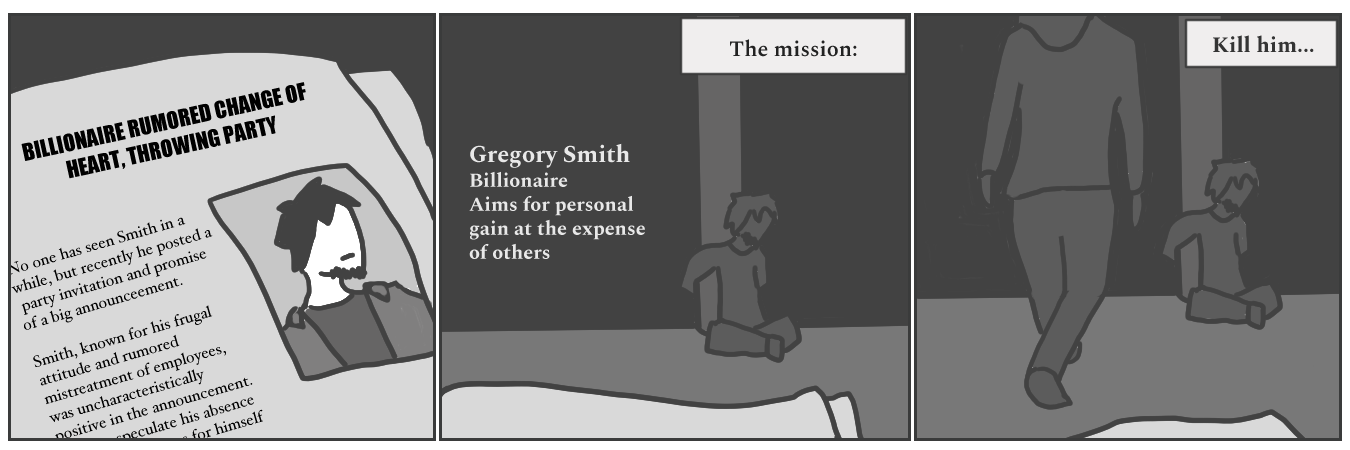 BILLIONAIRE RUMORED CHANGE OF
HEART, THROWING PARTY
No one has seen Smith in a
while, but recently he posted a
party invitation and promise
of a big announceement.
Smith, known for his frugal
attitude and rumored
mistreatment of employees,
was uncharacteristically
positive in the announcement.
speculate his absence
for himself
The mission:
Gregory Smith
Billionaire
Aims for personal
gain at the expense
of others
Kill him...